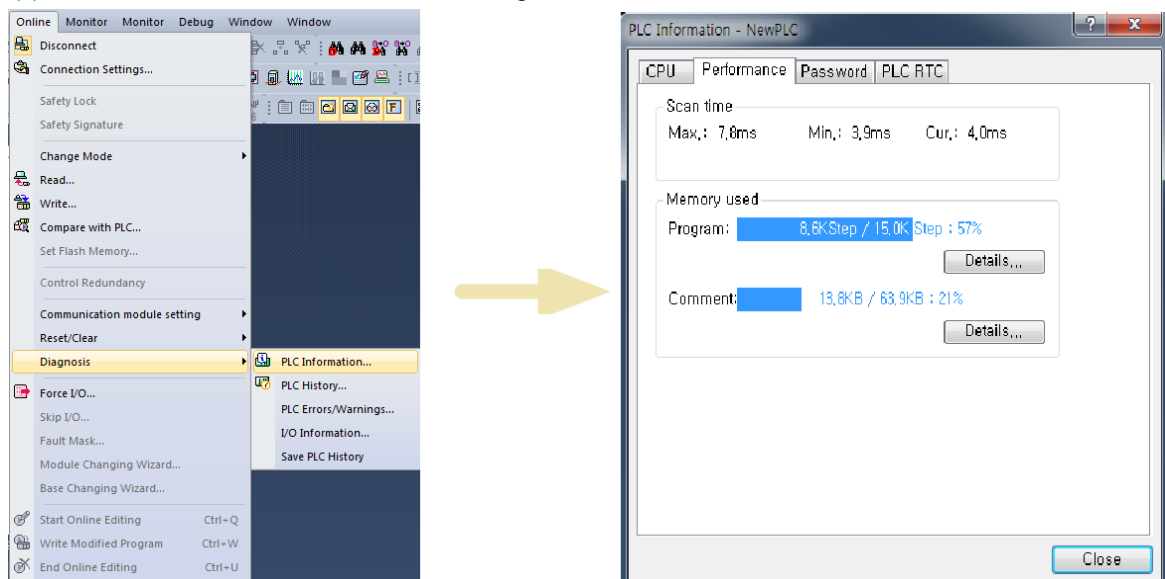 Online Monitor Monitor Debug Window Window
Disconnect
Connection Settings...
Safety Lock
Safety Signature
Change Mode
Read...
Write...
Compare with PLC...
Set Flash Memory...
Control Redundancy
Communication module setting
Reset/Clear
Diagnosis
Force I/O...
Skip I/O...
Fault Mask...
Module Changing Wizard...
Base Changing Wizard...
Start Online Editing Ctrl+Q
Write Modified Program Ctrl+W
End Online Editing Ctrl+U
PLC Information...
PLC History...
PLC Errors/Warnings...
I/O Information...
Save PLC History
PLC Information - NewPLC
CPU Performance Password PLC RTC
Scan time
Max.: 7.8ms Min.: 3.9ms Cur.: 4.0ms
Memory used
Program: 8.6KStep / 15.0K Step : 57%
Details...
Comment: 13.8KB / 63.9KB : 21%
Details...
Close